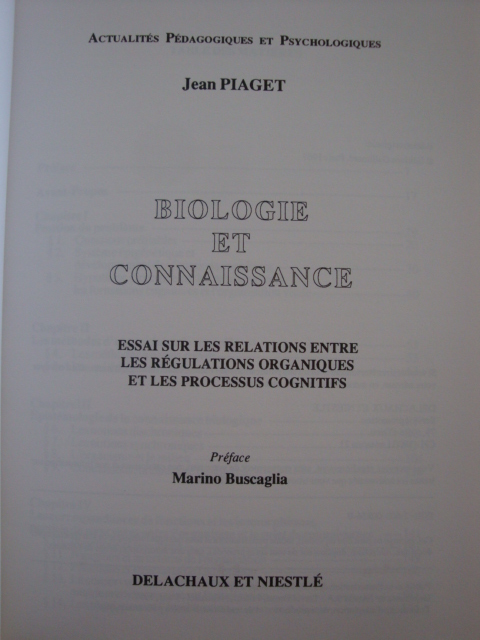 Actualités Pédagogiques et Psychologiques
Jean PIAGET
BIOLOGIE
ET
CONNAISSANCE
ESSAI SUR LES RELATIONS ENTRE
LES RÉGULATIONS ORGANIQUES
ET LES PROCESSUS COGNITIFS
Préface
Marino Buscaglia
DELACHAUX ET NIESTLÉ